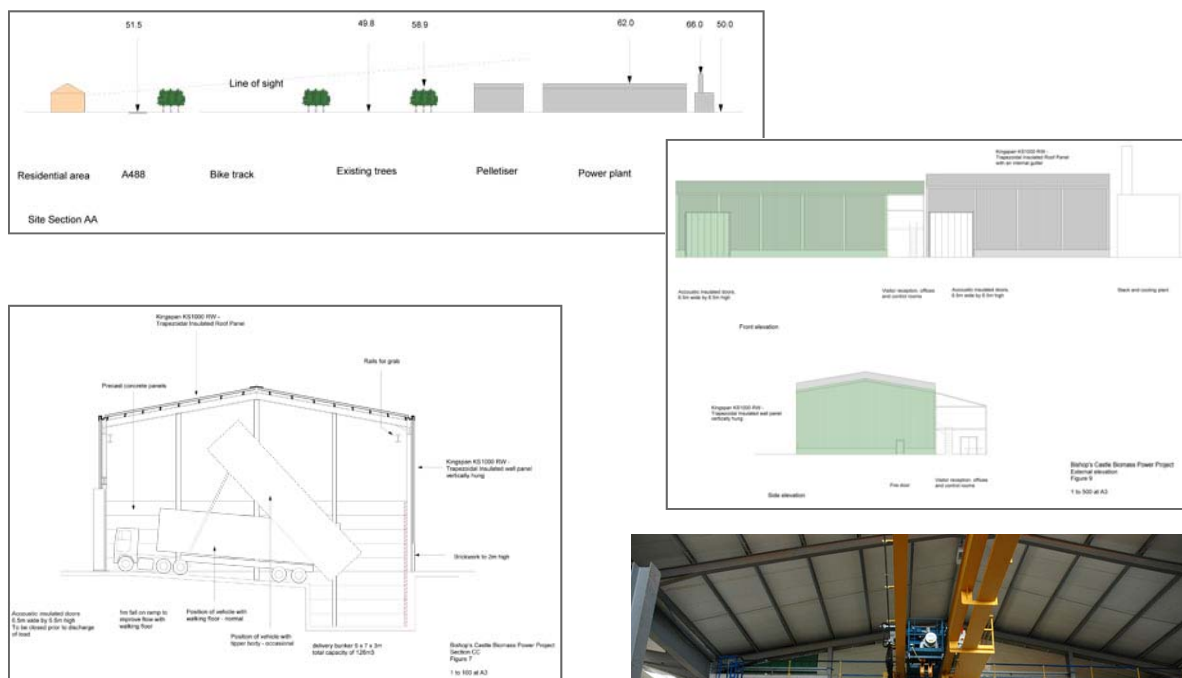 51.5
49.8
58.9
62.0
66.0
50.0
Line of sight
Residential area
A488
Bike track
Existing trees
Pelletiser
Power plant
Site Section AA
Kingspan KS1000 RW -
Trapezoidal Insulated Roof Panel
with an internal gutter
Accoustic insulated doors,
6.5m wide by 6.5m high
Visitor reception, offices
and control rooms
Accoustic insulated doors,
6.5m wide by 6.5m high
Stack and cooling plant
Front elevation
Kingspan KS1000 RW -
Trapezoidal Insulated wall panel
vertically hung
Fire door
Visitor reception, offices
and control rooms
Side elevation
Bishop's Castle Biomass Power Project
External elevation
Figure 9
1 to 500 at A3
Kingspan KS1000 RW -
Trapezoidal Insulated Roof Panel
Rails for grab
Precast concrete panels
Kingspan KS1000 RW -
Trapezoidal Insulated wall panel
vertically hung
Brickwork to 2m high
Accoustic insulated doors
6.5m wide by 6.5m high
To be closed prior to discharge
of load
1m fall on ramp to
improve flow with
walking floor
Position of vehicle with
walking floor - normal
Position of vehicle with
tipper body - occasional
delivery bunker 6 x 7 x 3m
total capacity of 126m3
Bishop's Castle Biomass Power Project
Section CC
Figure 7
1 to 100 at A3